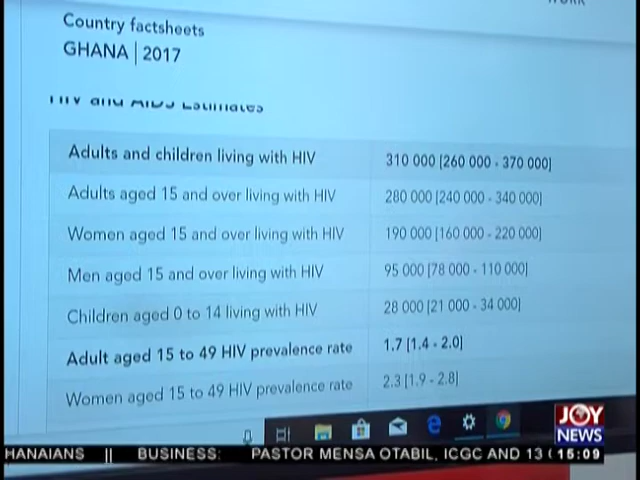 Country factsheets
GHANA | 2017
HIV and AIDS Estimates
Adults and children living with HIV 310 000 [260 000 - 370 000]
Adults aged 15 and over living with HIV 280 000 [240 000 - 340 000]
Women aged 15 and over living with HIV 190 000 [160 000 - 220 000]
Men aged 15 and over living with HIV 95 000 [78 000 - 110 000]
Children aged 0 to 14 living with HIV 28 000 [21 000 - 34 000]
Adult aged 15 to 49 HIV prevalence rate 1.7 [1.4 - 2.0]
Women aged 15 to 49 HIV prevalence rate 2.3 [1.9 - 2.8]
JOY
NEWS
HANAIANS || BUSINESS: PASTOR MENSA OTABIL, ICGC AND 13 15:09